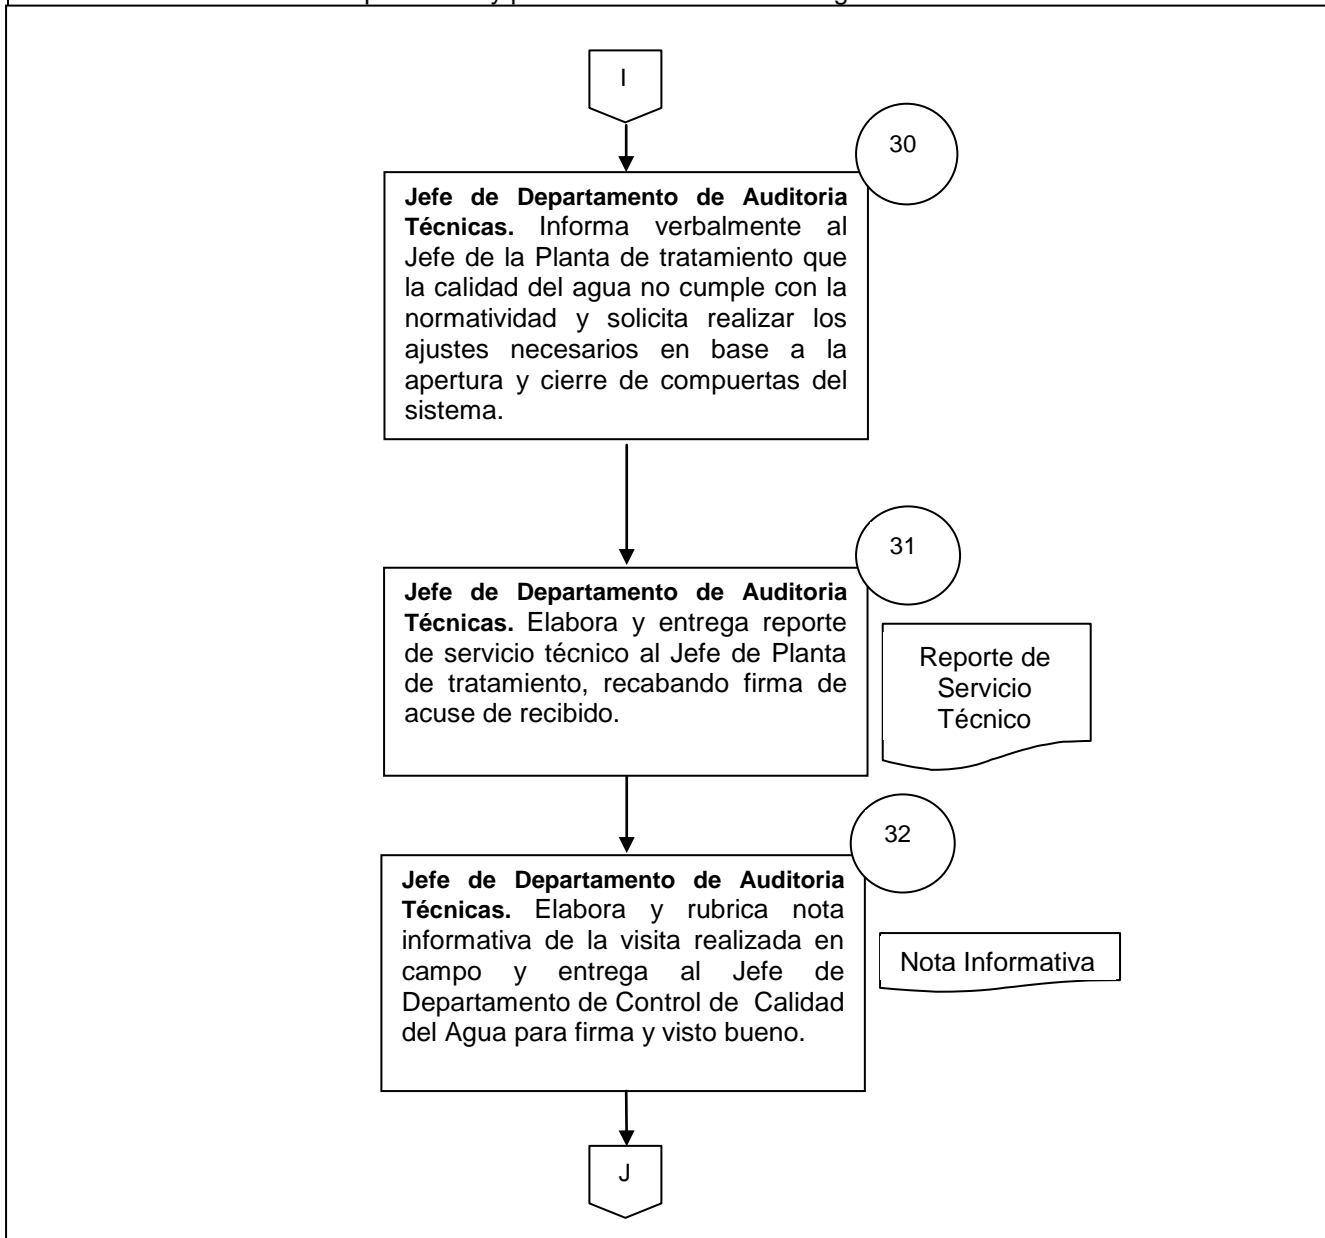 I
30
Jefe de Departamento de Auditoria
Técnicas. Informa verbalmente al
Jefe de la Planta de tratamiento que
la calidad del agua no cumple con la
normatividad y solicita realizar los
ajustes necesarios en base a la
apertura y cierre de compuertas del
sistema.
31
Jefe de Departamento de Auditoria
Técnicas. Elabora y entrega reporte
de servicio técnico al Jefe de Planta
de tratamiento, recabando firma de
acuse de recibido.
Reporte de
Servicio
Técnico
32
Jefe de Departamento de Auditoria
Técnicas. Elabora y rubrica nota
informativa de la visita realizada en
campo y entrega al Jefe de
Departamento de Control de Calidad
del Agua para firma y visto bueno.
Nota Informativa
J